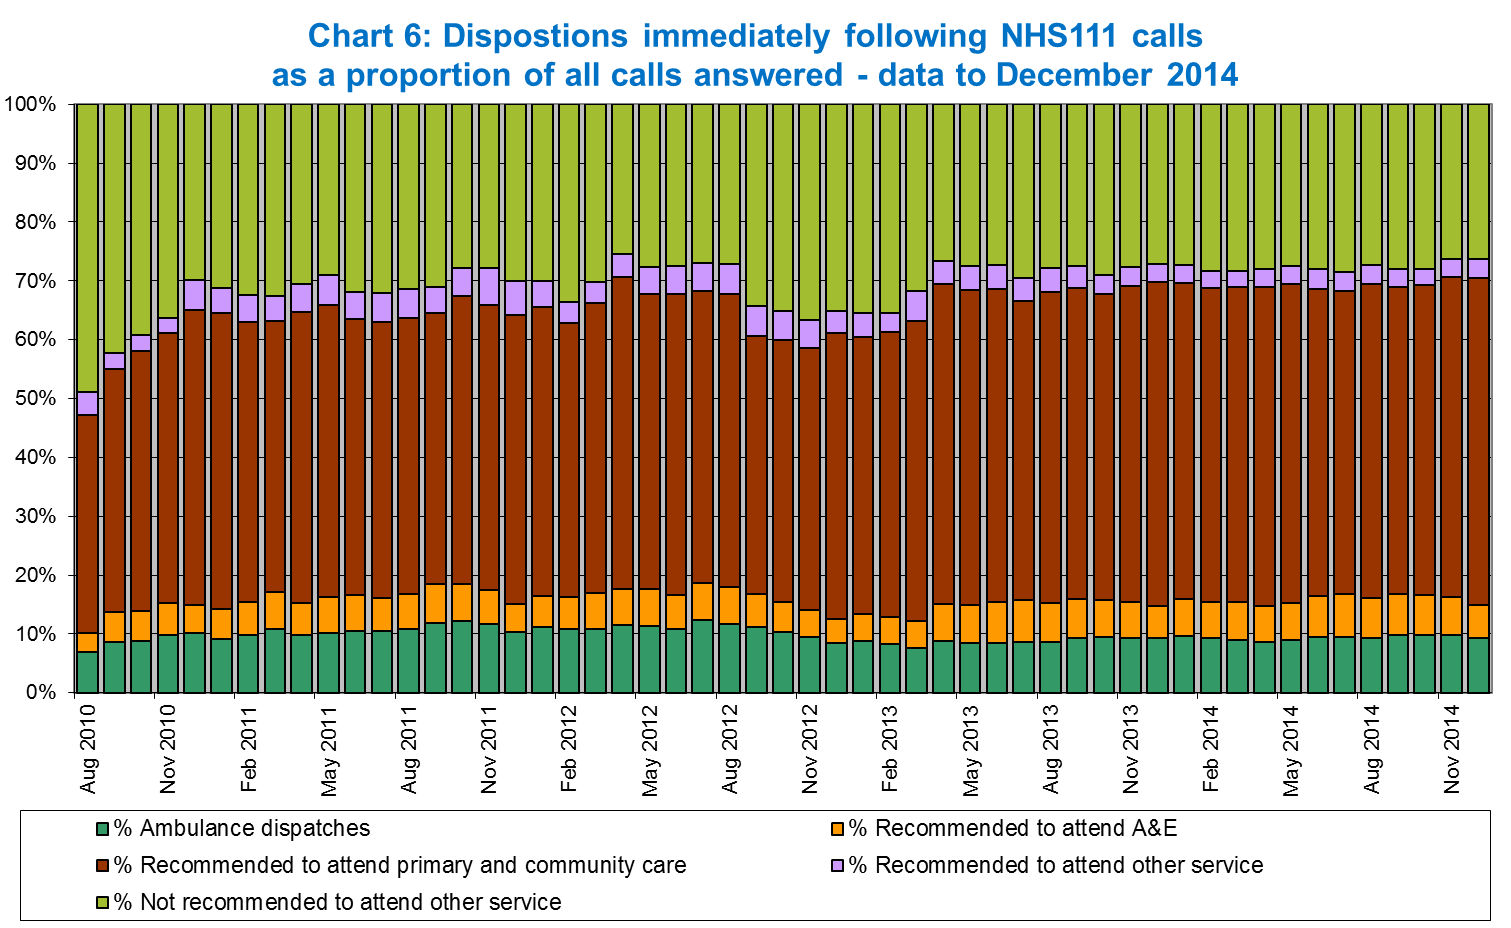 Chart 6: Dispostions immediately following NHS111 calls
as a proportion of all calls answered - data to December 2014
100%
90%
80%
70%
60%
50%
40%
30%
20%
10%
0%
Aug 2010
Nov 2010
Feb 2011
May 2011
Aug 2011
Nov 2011
Feb 2012
May 2012
Aug 2012
Nov 2012
Feb 2013
May 2013
Aug 2013
Nov 2013
Feb 2014
May 2014
Aug 2014
Nov 2014
% Ambulance dispatches
% Recommended to attend A&E
% Recommended to attend primary and community care
% Recommended to attend other service
% Not recommended to attend other service